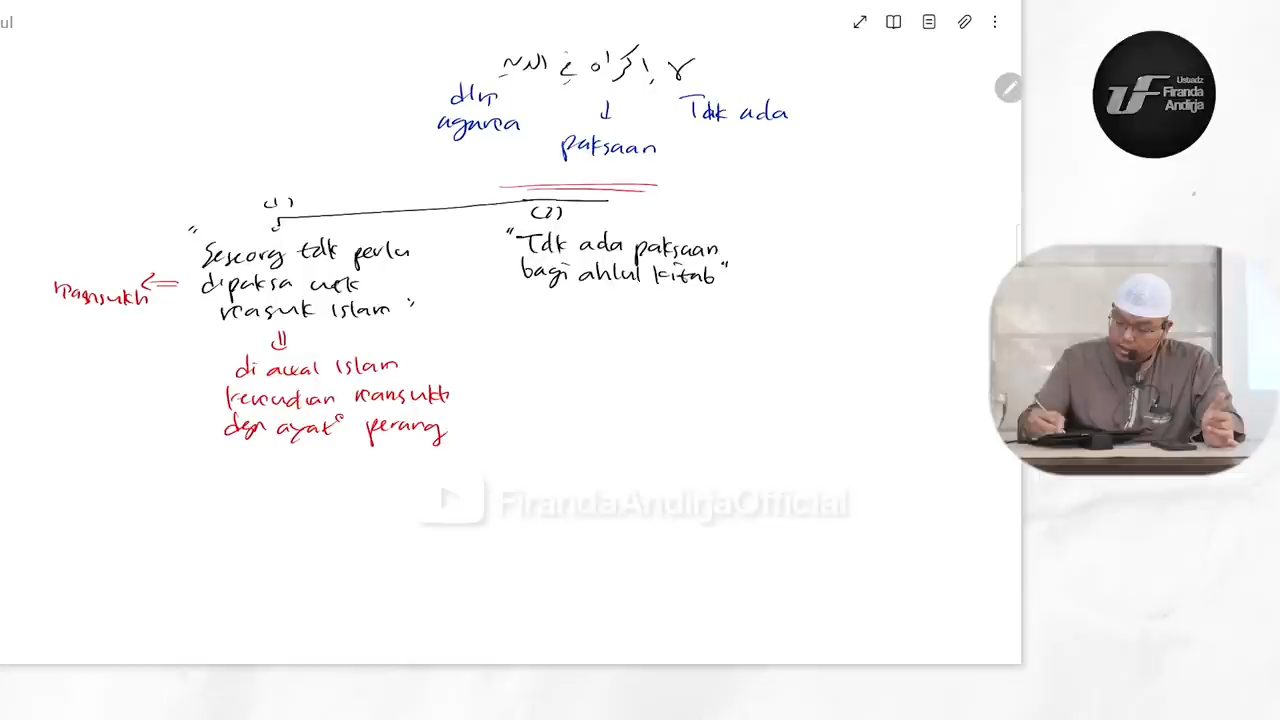 ul
لا إكراه في الدين
Tdk ada
paksaan
dlm
agama
(1)
(2)
"Seseorg tdk perlu
dipaksa utk
masuk Islam"
mansukh
di awal Islam
kemudian mansukh
dgn ayat² perang
"Tdk ada paksaan
bagi ahlul kitab"
Ustadz
Firanda
Andirja
FirandaAndirjaOfficial